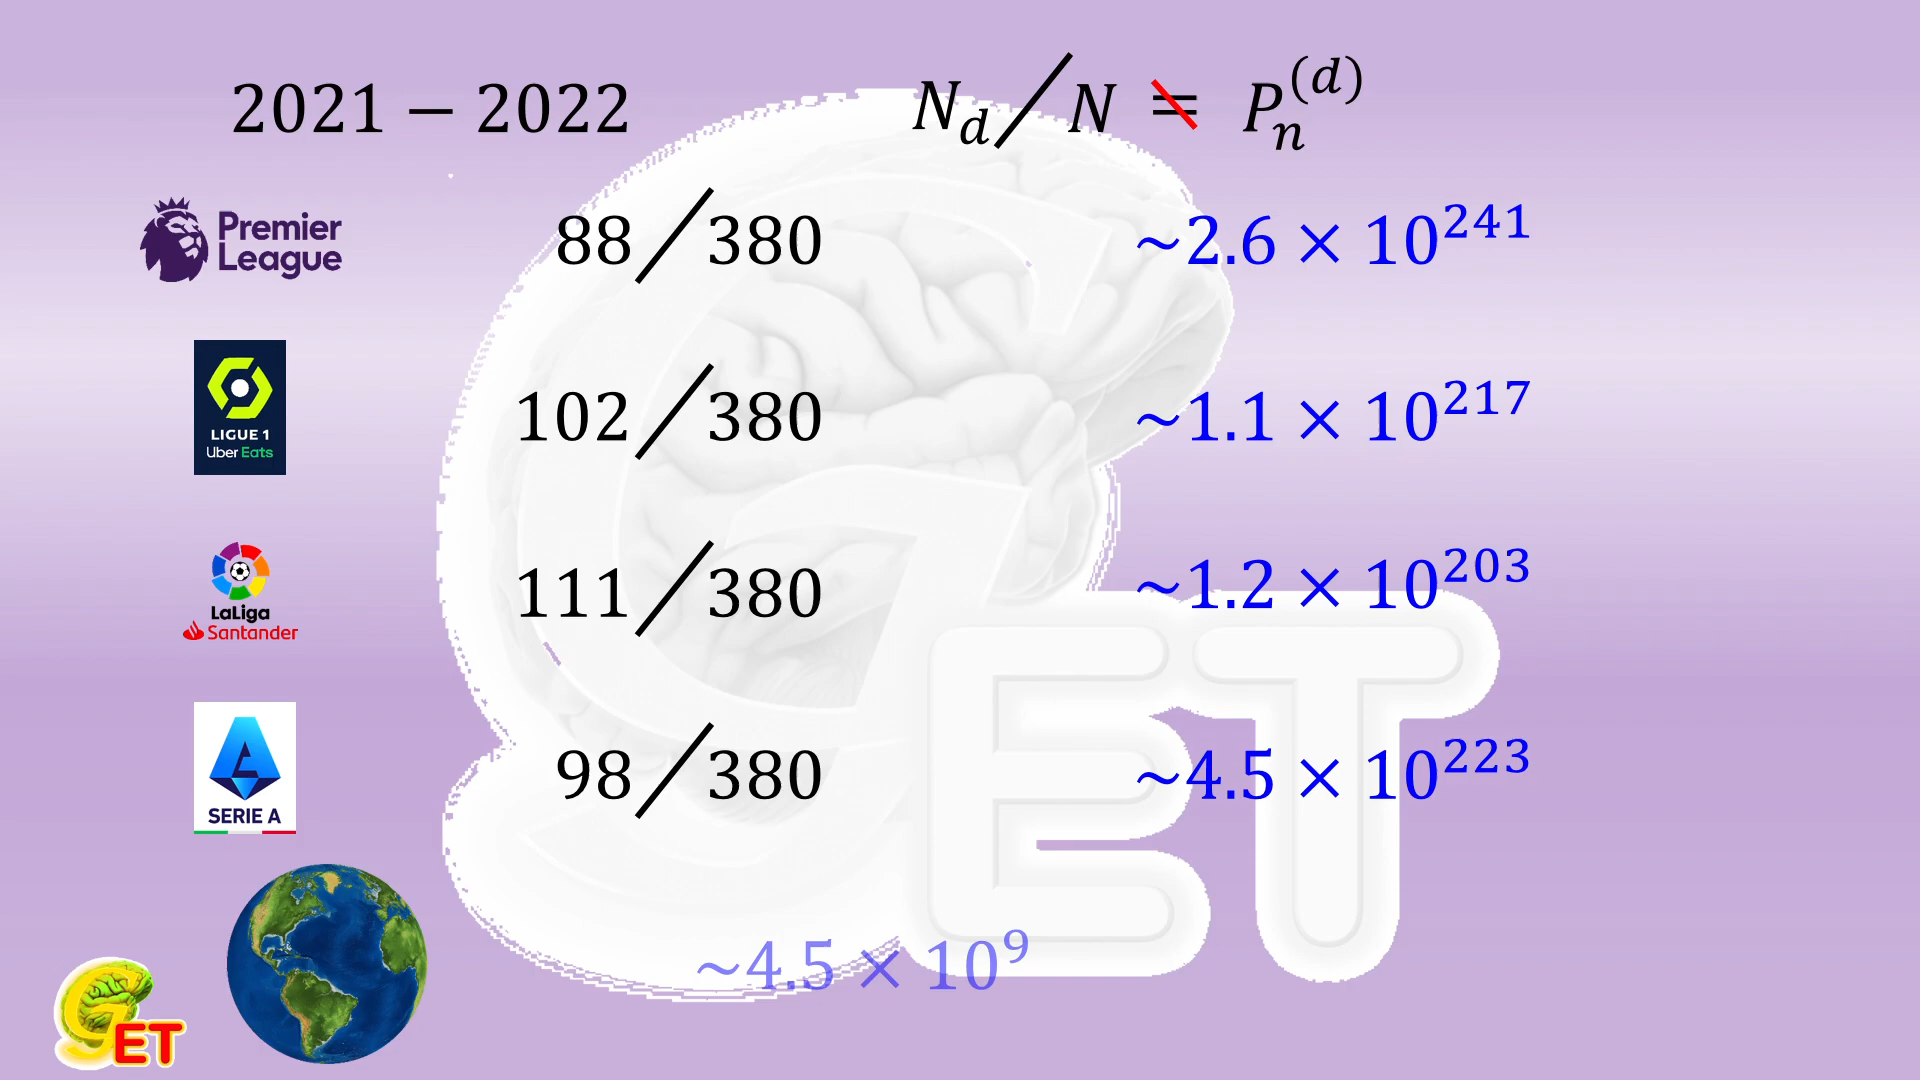 2021 − 2022 N_d / N ≠ P_n^(d)
Premier League 88 / 380 ~2.6 × 10^241
LIGUE 1 Uber Eats 102 / 380 ~1.1 × 10^217
LaLiga Santander 111 / 380 ~1.2 × 10^203
SERIE A 98 / 380 ~4.5 × 10^223
~4.5 × 10^9
GET
GET